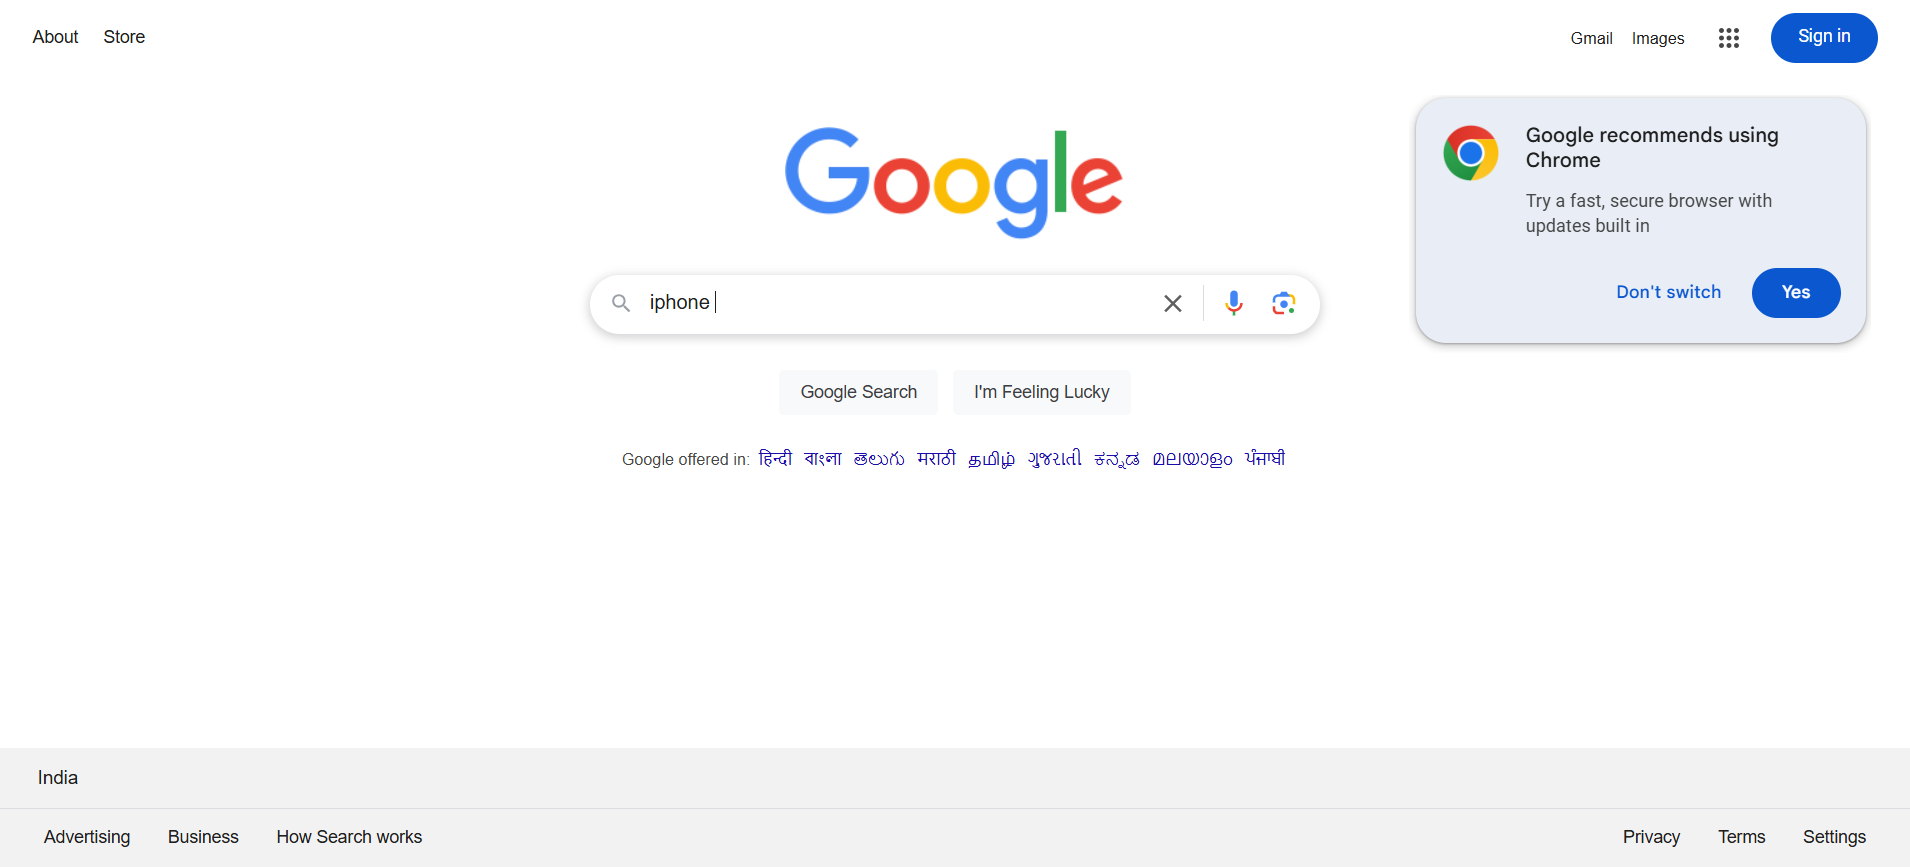 About Store
Gmail Images Sign in
Google
Google recommends using
Chrome
Try a fast, secure browser with
updates built in
Don't switch Yes
iphone
Google Search I'm Feeling Lucky
Google offered in: हिन्दी বাংলা తెలుగు मराठी தமிழ் ગુજરાતી ಕನ್ನಡ മലയാളം ਪੰਜਾਬੀ
India
Advertising Business How Search works
Privacy Terms Settings